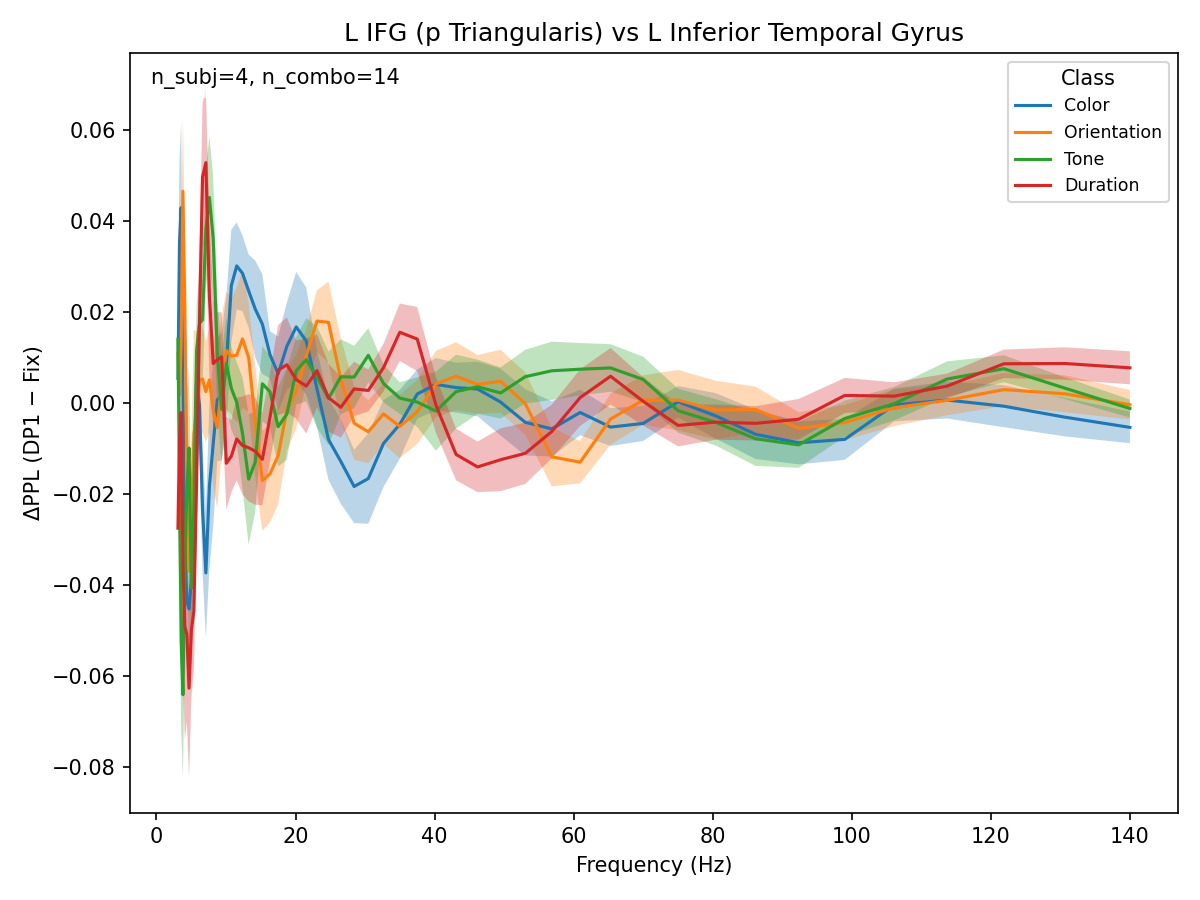 L IFG (p Triangularis) vs L Inferior Temporal Gyrus
n_subj=4, n_combo=14
Class
Color
Orientation
Tone
Duration
ΔPPL (DP1 − Fix)
0.06
0.04
0.02
0.00
−0.02
−0.04
−0.06
−0.08
0
20
40
60
80
100
120
140
Frequency (Hz)